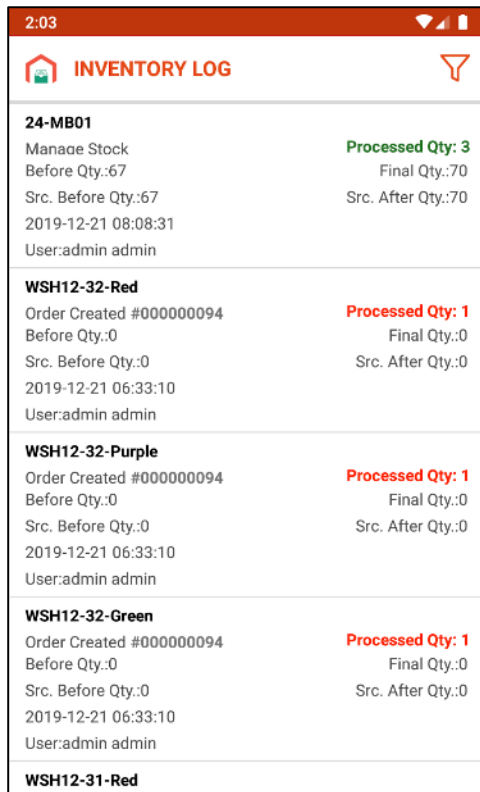 2:03
INVENTORY LOG
24-MB01
Manage Stock Processed Qty: 3
Before Qty.:67 Final Qty.:70
Src. Before Qty.:67 Src. After Qty.:70
2019-12-21 08:08:31
User:admin admin
WSH12-32-Red
Order Created #000000094 Processed Qty: 1
Before Qty.:0 Final Qty.:0
Src. Before Qty.:0 Src. After Qty.:0
2019-12-21 06:33:10
User:admin admin
WSH12-32-Purple
Order Created #000000094 Processed Qty: 1
Before Qty.:0 Final Qty.:0
Src. Before Qty.:0 Src. After Qty.:0
2019-12-21 06:33:10
User:admin admin
WSH12-32-Green
Order Created #000000094 Processed Qty: 1
Before Qty.:0 Final Qty.:0
Src. Before Qty.:0 Src. After Qty.:0
2019-12-21 06:33:10
User:admin admin
WSH12-31-Red